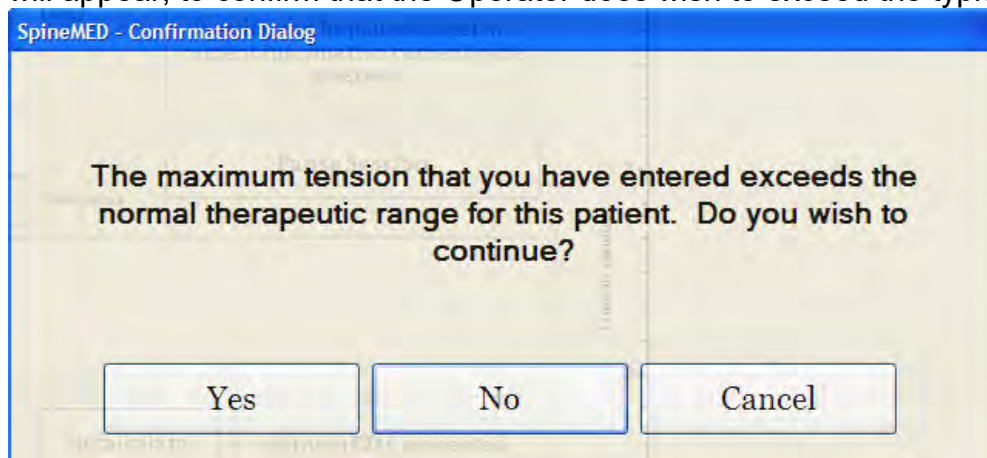 will appear, to confirm that the Operator does wish to exceed the
SpineMED - Confirmation Dialog
The maximum tension that you have entered exceeds the
normal therapeutic range for this patient. Do you wish to
continue?
Yes
No
Cancel